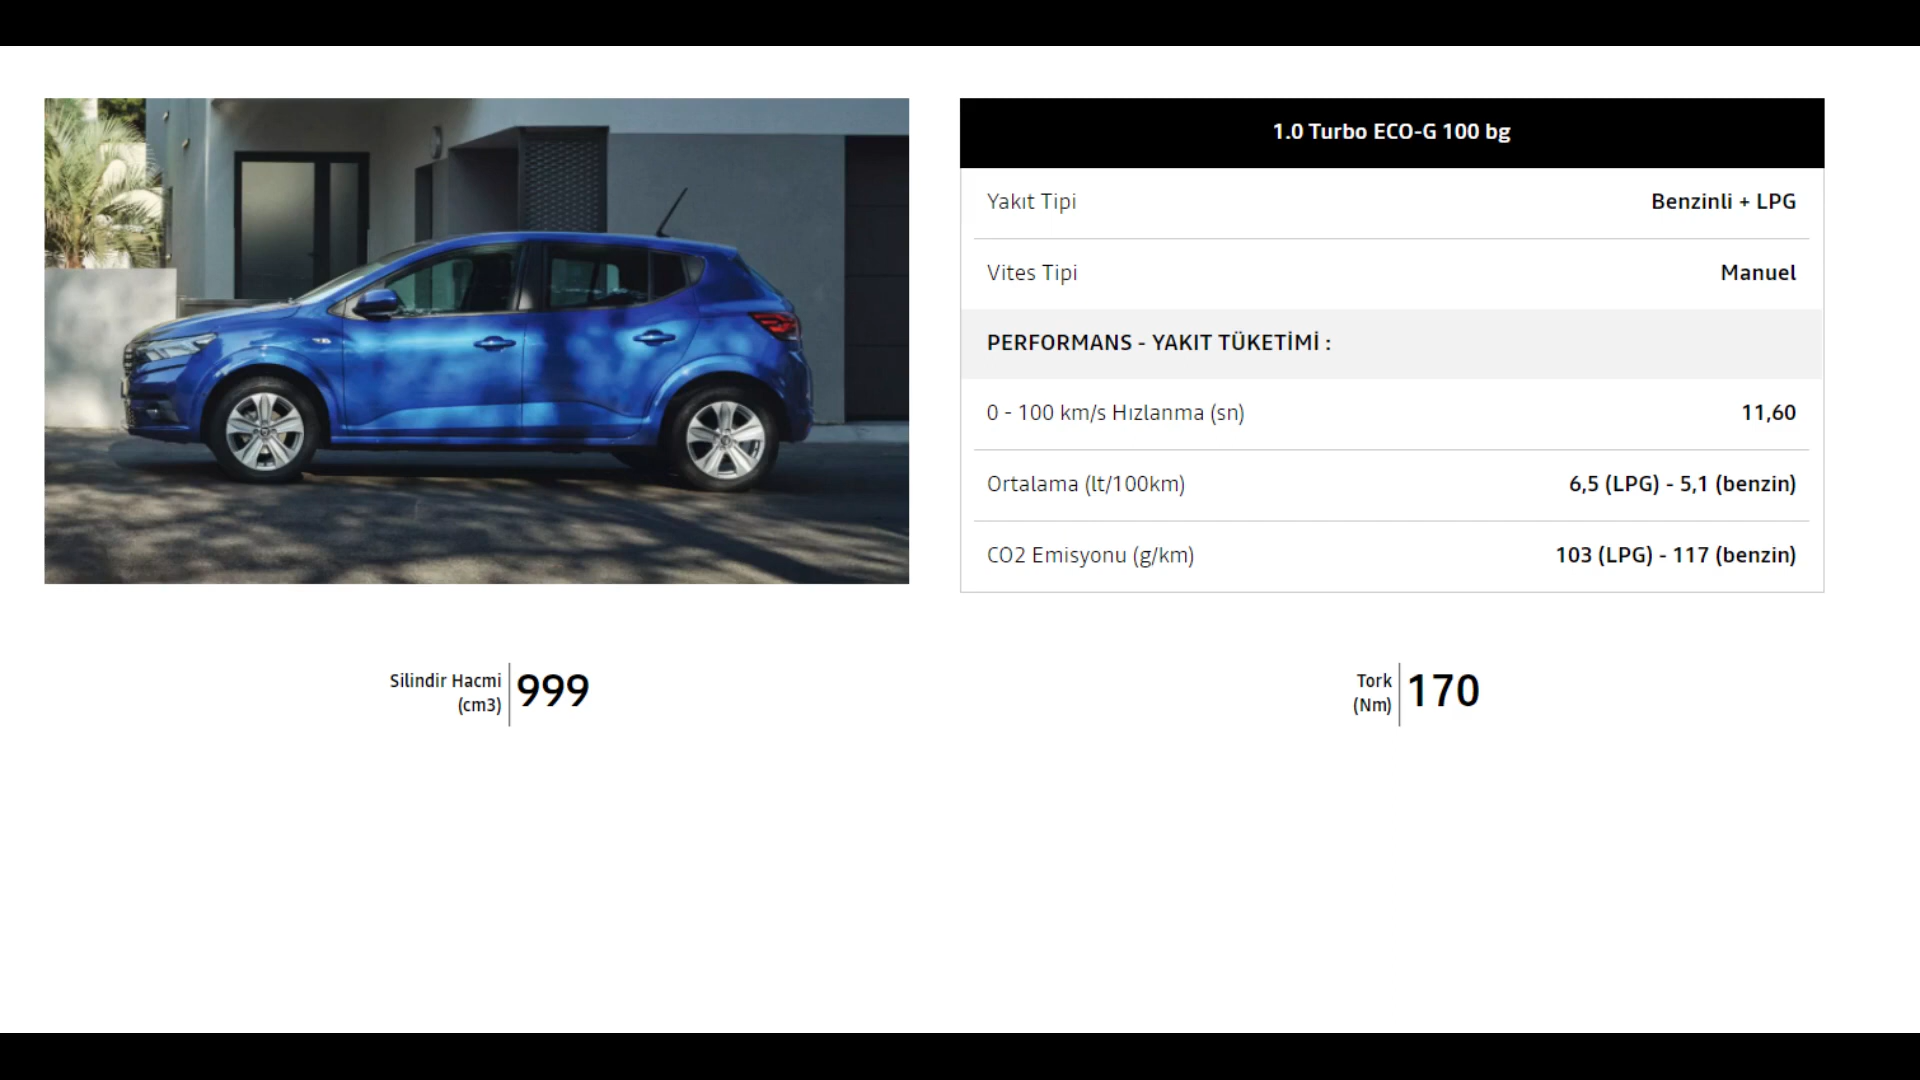 1.0 Turbo ECO-G 100 bg
Yakıt Tipi Benzinli + LPG
Vites Tipi Manuel
PERFORMANS - YAKIT TÜKETİMİ :
0 - 100 km/s Hızlanma (sn) 11,60
Ortalama (lt/100km) 6,5 (LPG) - 5,1 (benzin)
CO2 Emisyonu (g/km) 103 (LPG) - 117 (benzin)
Silindir Hacmi
(cm3)
999
Tork
(Nm)
170